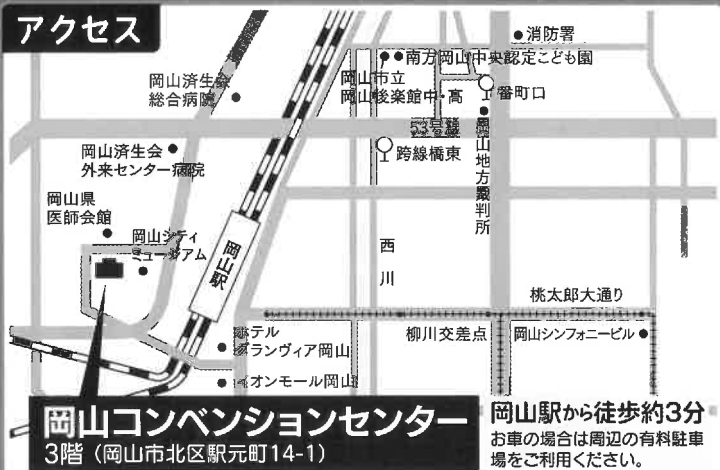 アクセス
消防署
南方岡山中央認定こども園
岡山市立
岡山後楽館中・高
番町口
岡山済生会
総合病院
53号線
岡山地方裁判所
跨線橋東
岡山済生会
外来センター病院
岡山県
医師会館
岡山シティ
ミュージアム
岡山駅
西川
桃太郎大通り
柳川交差点
岡山シンフォニービル
ホテル
グランヴィア岡山
イオンモール岡山
岡山コンベンションセンター
3階（岡山市北区駅元町14-1）
岡山駅から徒歩約3分
お車の場合は周辺の有料駐車
場をご利用ください。